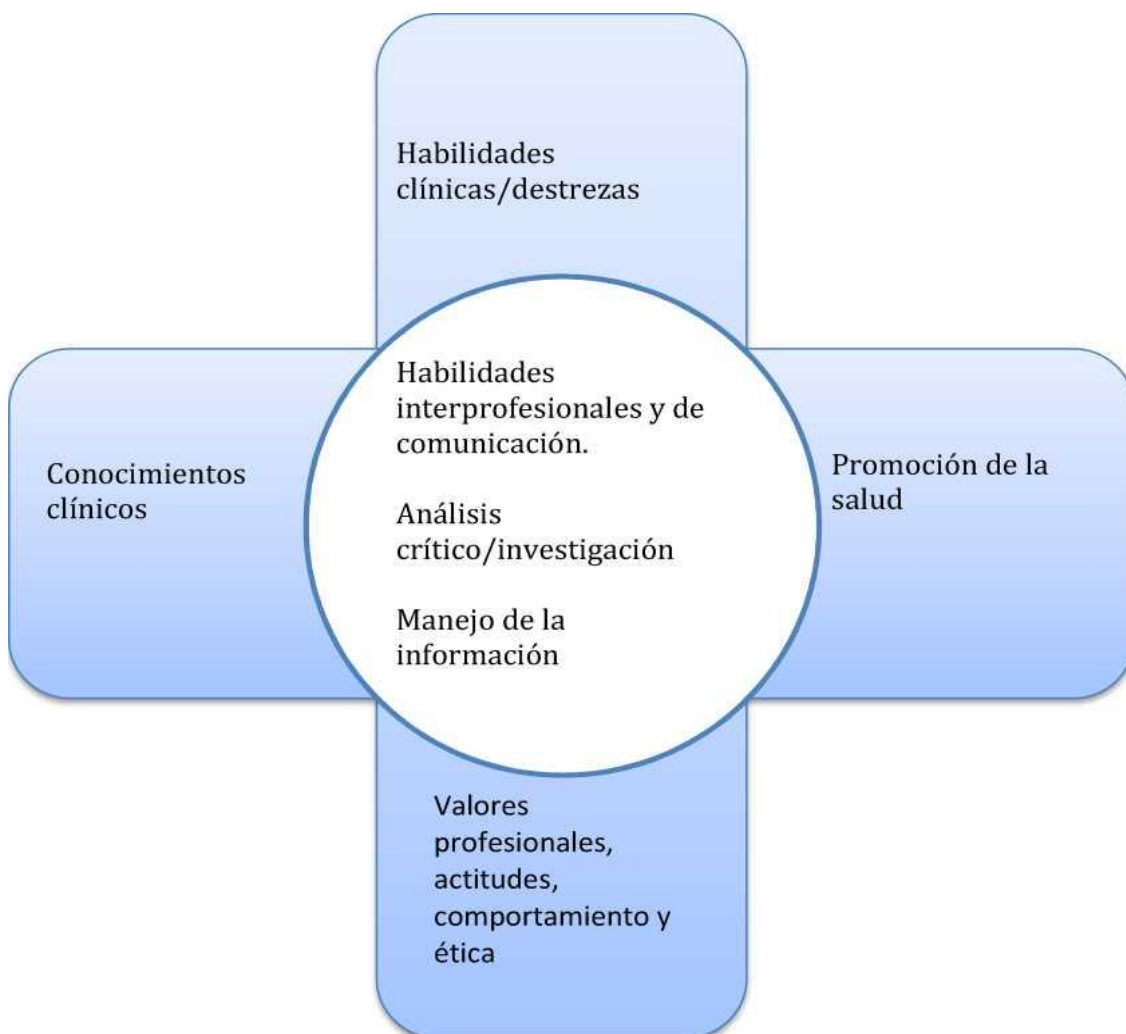 Habilidades
clínicas/destrezas
Conocimientos
clínicos
Habilidades
interprofesionales y de
comunicación.
Análisis
crítico/investigación
Manejo de la
información
Promoción de la
salud
Valores
profesionales,
actitudes,
comportamiento y
ética